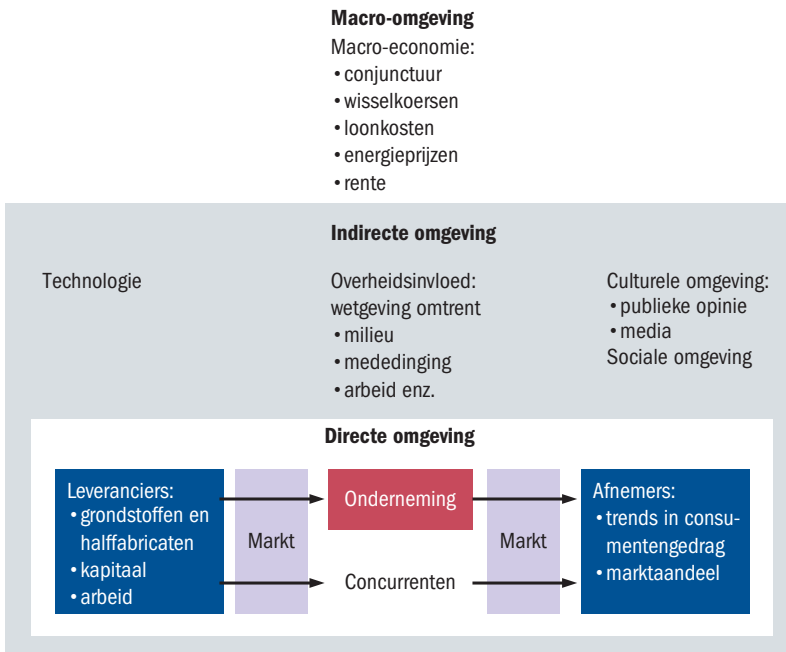 Macro-omgeving
Macro-economie:
• conjunctuur
• wisselkoersen
• loonkosten
• energieprijzen
• rente
Indirecte omgeving
Technologie
Overheidsinvloed:
wetgeving omtrent
• milieu
• mededinging
• arbeid enz.
Culturele omgeving:
• publieke opinie
• media
Sociale omgeving
Directe omgeving
Leveranciers:
• grondstoffen en
halffabricaten
• kapitaal
• arbeid
Markt
Onderneming
Concurrenten
Markt
Afnemers:
• trends in consu-
mentengedrag
• marktaandeel